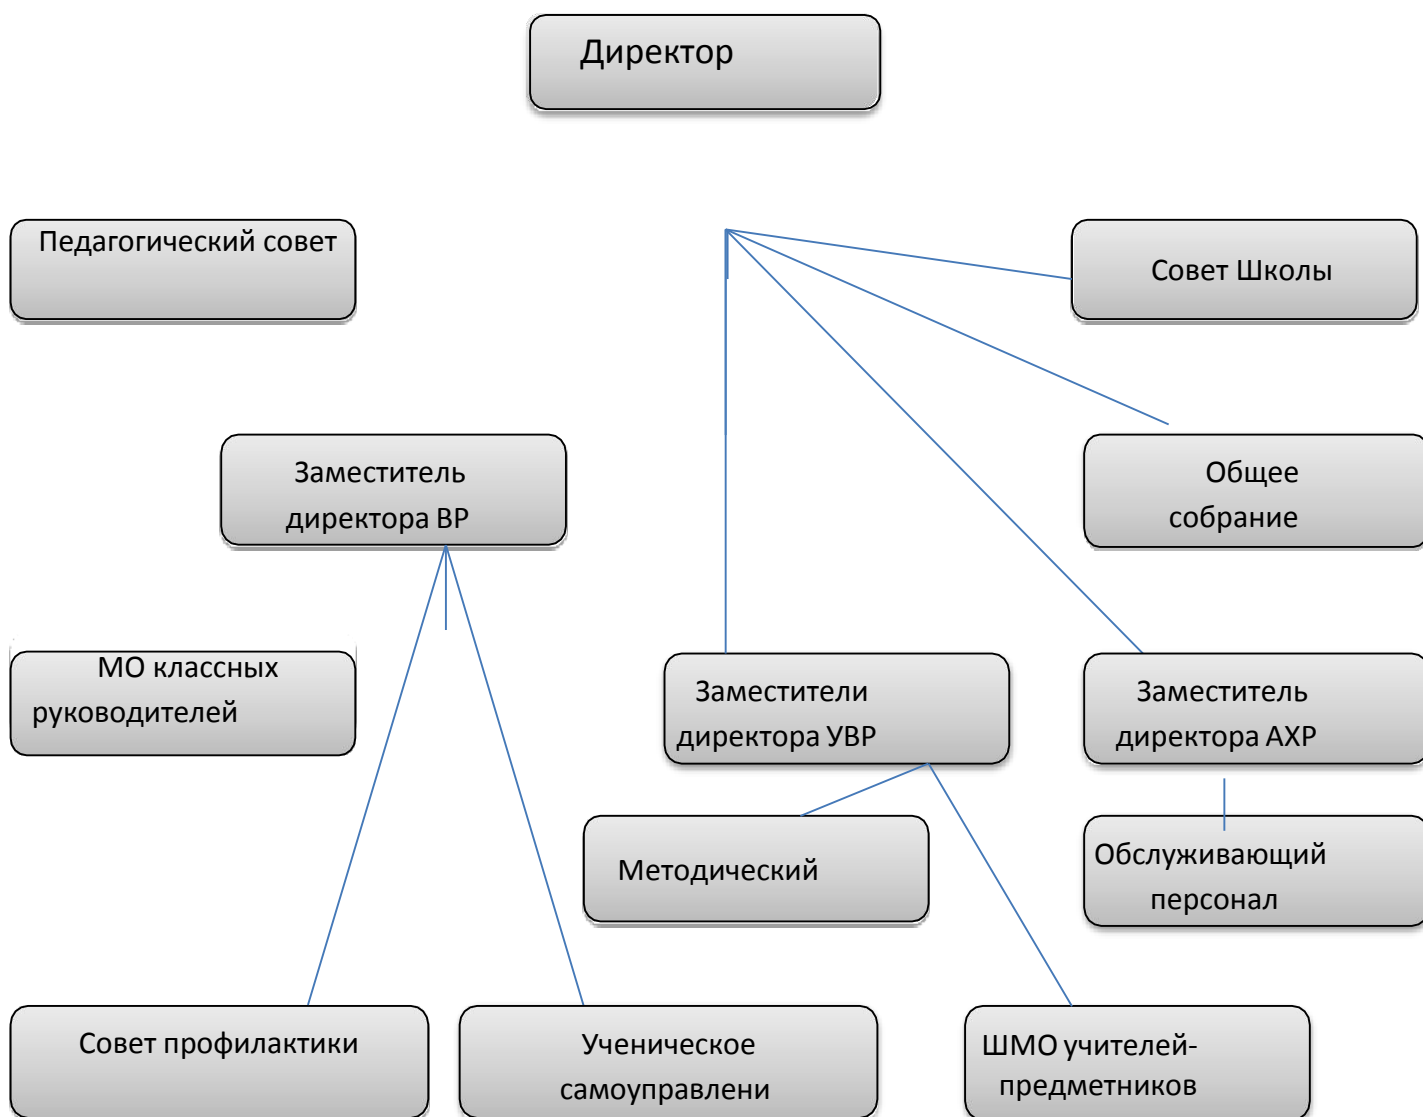 Директор
Педагогический совет
Совет Школы
Заместитель
директора ВР
Общее
собрание
МО классных
руководителей
Заместители
директора УВР
Заместитель
директора АХР
Методический
Обслуживающий
персонал
Совет профилактики
Ученическое
самоуправлени
ШМО учителей-
предметников